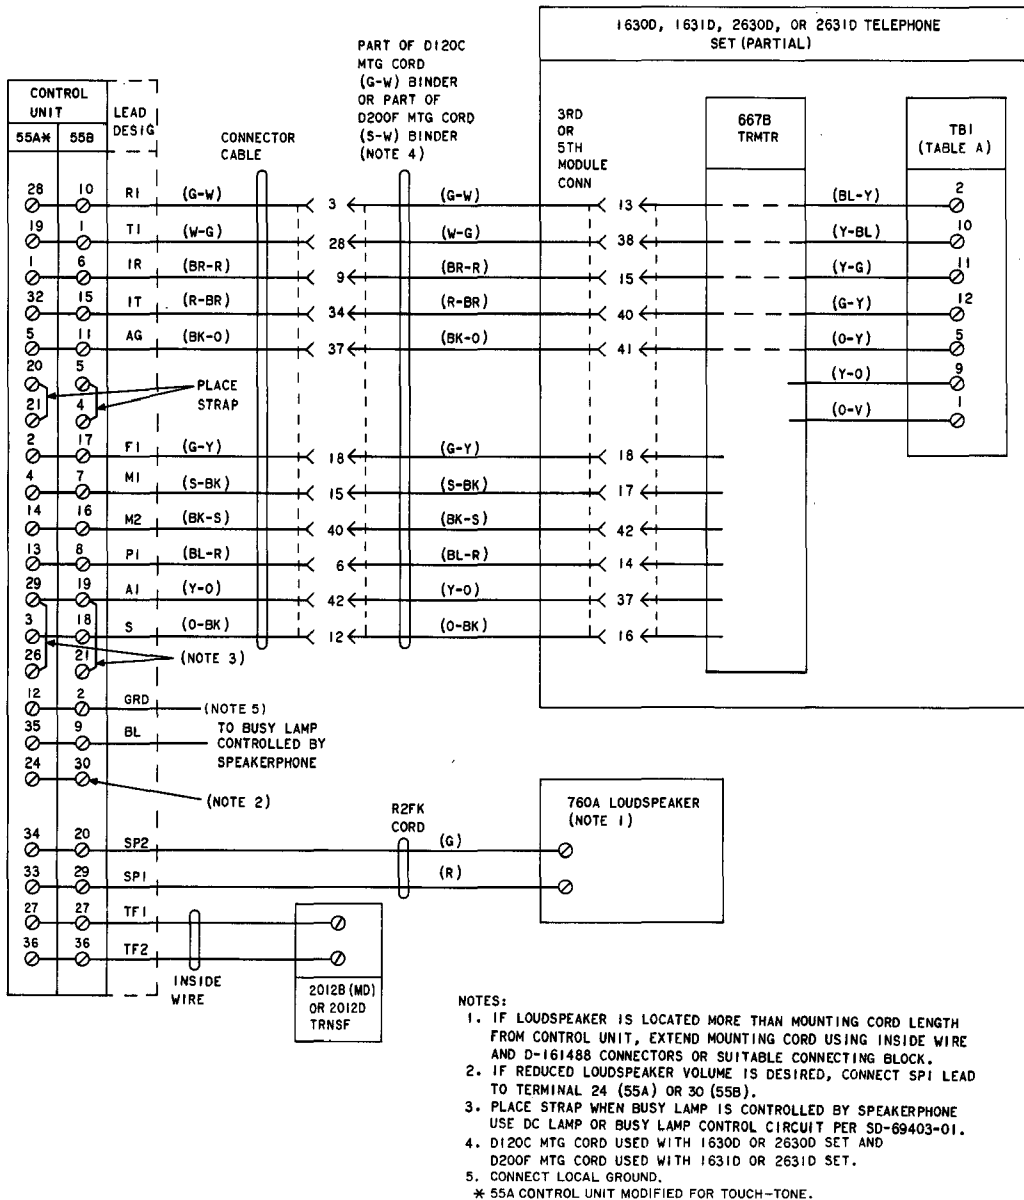 1630D, 1631D, 2630D, OR 2631D TELEPHONE
SET (PARTIAL)
PART OF D120C
MTG CORD
(G-W) BINDER
OR PART OF
D200F MTG CORD
(S-W) BINDER
(NOTE 4)
CONTROL
UNIT
55A* 55B
LEAD
DESIG
CONNECTOR
CABLE
3RD
OR
5TH
MODULE
CONN
667B
TRMTR
TB1
(TABLE A)
28 10 R1 (G-W) 3 (G-W) 13 (BL-Y) 2
19 1 T1 (W-G) 28 (W-G) 38 (Y-BL) 10
1 6 1R (BR-R) 9 (BR-R) 15 (Y-G) 11
32 15 1T (R-BR) 34 (R-BR) 40 (G-Y) 12
5 11 AG (BK-O) 37 (BK-O) 41 (O-Y) 5
20 5 (Y-O) 9
PLACE
STRAP
21 4 (O-V) 1
2 17 F1 (G-Y) 18 (G-Y) 18
4 7 M1 (S-BK) 15 (S-BK) 17
14 16 M2 (BK-S) 40 (BK-S) 42
13 8 P1 (BL-R) 6 (BL-R) 14
29 19 A1 (Y-O) 42 (Y-O) 37
3 18 S (O-BK) 12 (O-BK) 16
26 21 (NOTE 3)
12 2 GRD (NOTE 5)
35 9 BL TO BUSY LAMP
CONTROLLED BY
SPEAKERPHONE
24 30
(NOTE 2)
R2FK
CORD
760A LOUDSPEAKER
(NOTE 1)
34 20 SP2 (G)
33 29 SP1 (R)
27 27 TF1
36 36 TF2
INSIDE
WIRE
2012B (MD)
OR 2012D
TRNSF
NOTES:
1. IF LOUDSPEAKER IS LOCATED MORE THAN MOUNTING CORD LENGTH
FROM CONTROL UNIT, EXTEND MOUNTING CORD USING INSIDE WIRE
AND D-161488 CONNECTORS OR SUITABLE CONNECTING BLOCK.
2. IF REDUCED LOUDSPEAKER VOLUME IS DESIRED, CONNECT SP1 LEAD
TO TERMINAL 24 (55A) OR 30 (55B).
3. PLACE STRAP WHEN BUSY LAMP IS CONTROLLED BY SPEAKERPHONE
USE DC LAMP OR BUSY LAMP CONTROL CIRCUIT PER SD-69403-01.
4. D120C MTG CORD USED WITH 1630D OR 2630D SET AND
D200F MTG CORD USED WITH 1631D OR 2631D SET.
5. CONNECT LOCAL GROUND.
* 55A CONTROL UNIT MODIFIED FOR TOUCH-TONE.